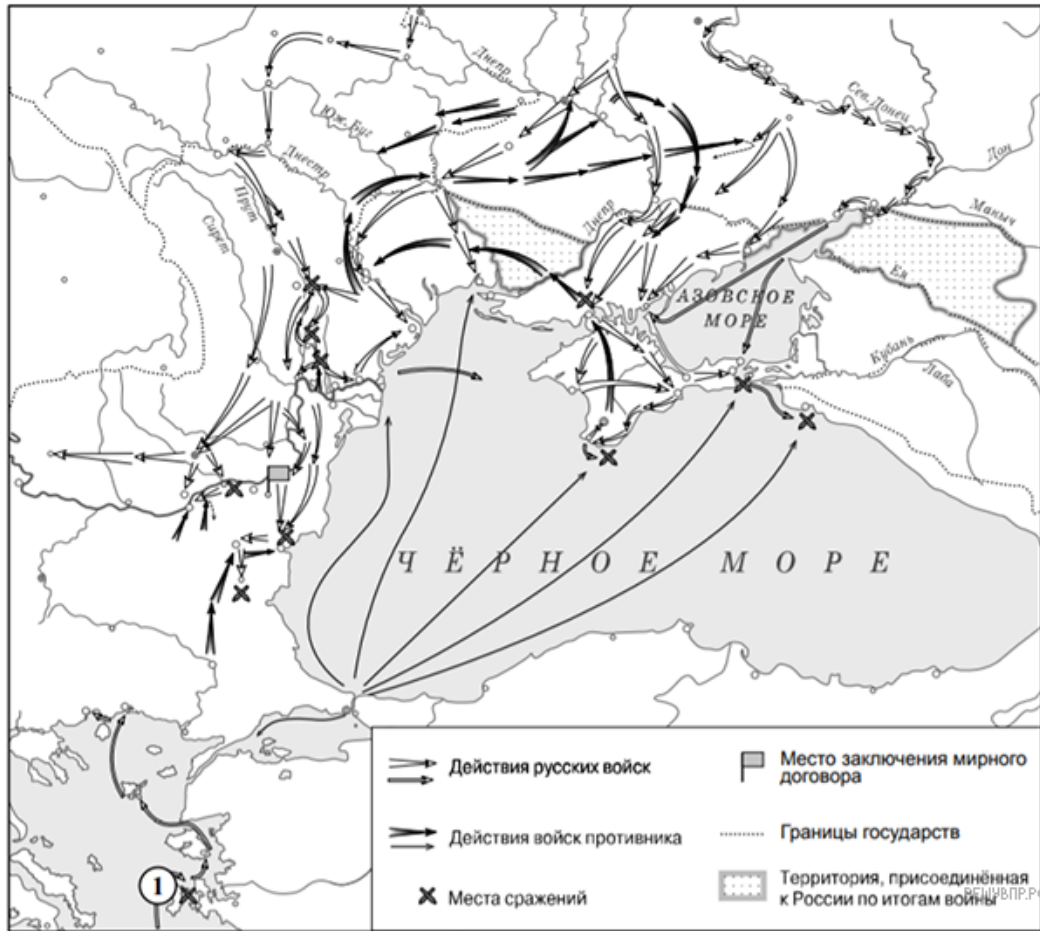 Днепр
Юж. Буг
Сев. Донец
Днестр
Дон
Прут
Сирет
Днепр
Маныч
Ея
АЗОВСКОЕ
МОРЕ
Кубань
Лаба
ЧЁРНОЕ МОРЕ
1
Действия русских войск
Действия войск противника
Места сражений
Место заключения мирного
договора
Границы государств
Территория, присоединённая
к России по итогам войны
РЕШУВПР.РФ